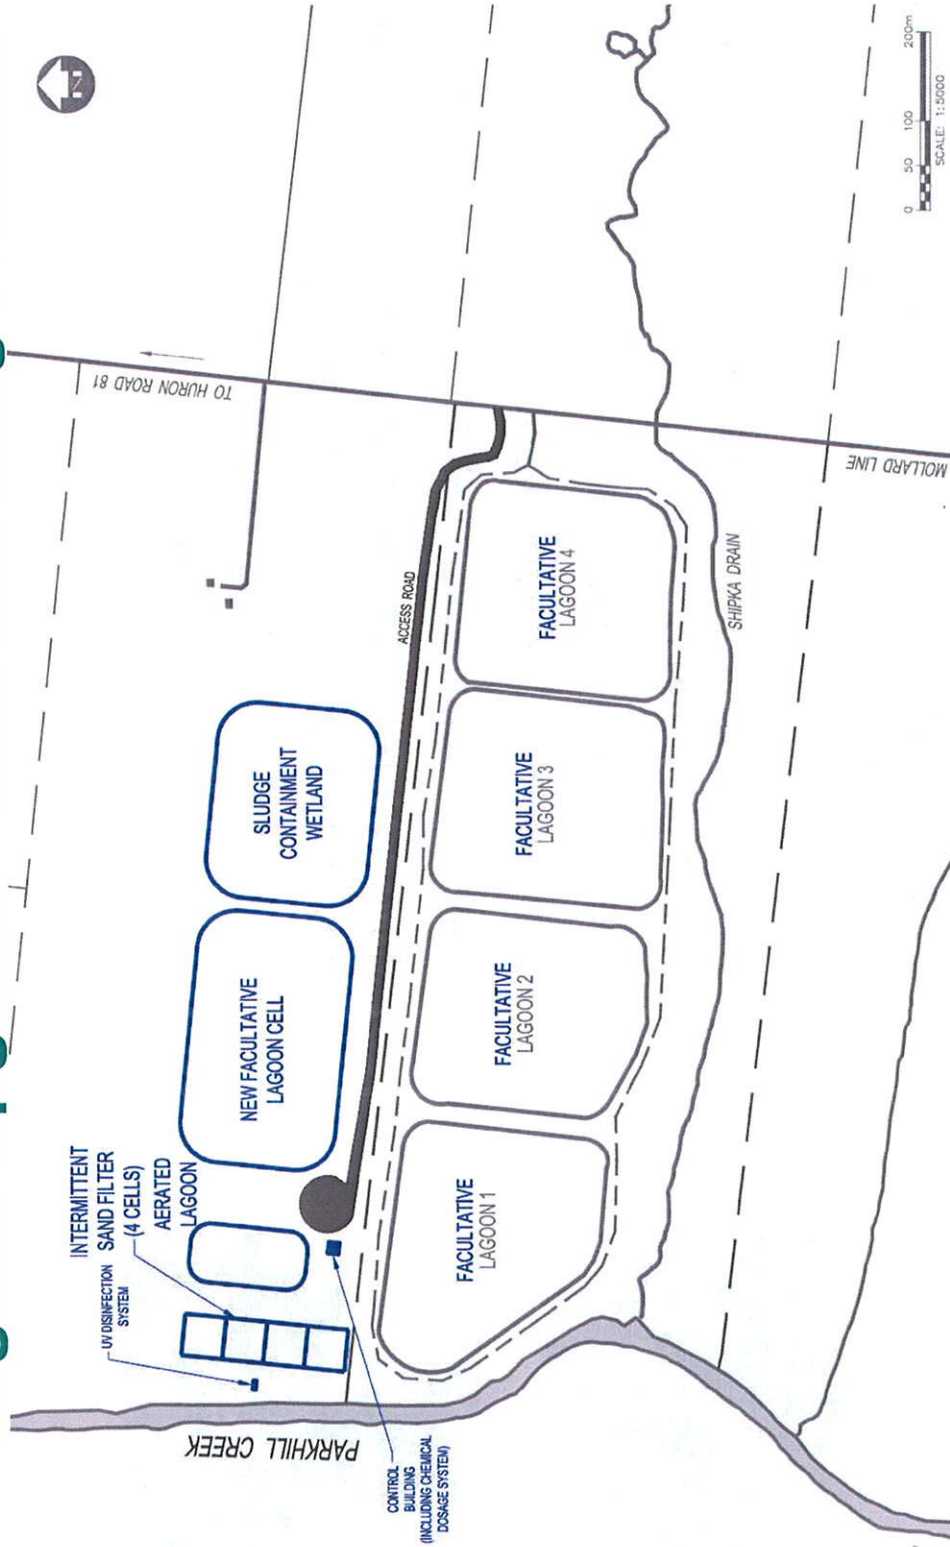 N
TO HURON ROAD 81
MOLLARD LINE
ACCESS ROAD
SHIPKA DRAIN
PARKHILL CREEK
INTERMITTENT
SAND FILTER
(4 CELLS)
AERATED
LAGOON
UV DISINFECTION
SYSTEM
NEW FACULTATIVE
LAGOON CELL
SLUDGE
CONTAINMENT
WETLAND
CONTROL
BUILDING
(INCLUDING CHEMICAL
DOSAGE SYSTEM)
FACULTATIVE
LAGOON 1
FACULTATIVE
LAGOON 2
FACULTATIVE
LAGOON 3
FACULTATIVE
LAGOON 4
0 50 100 200m
SCALE: 1:5000